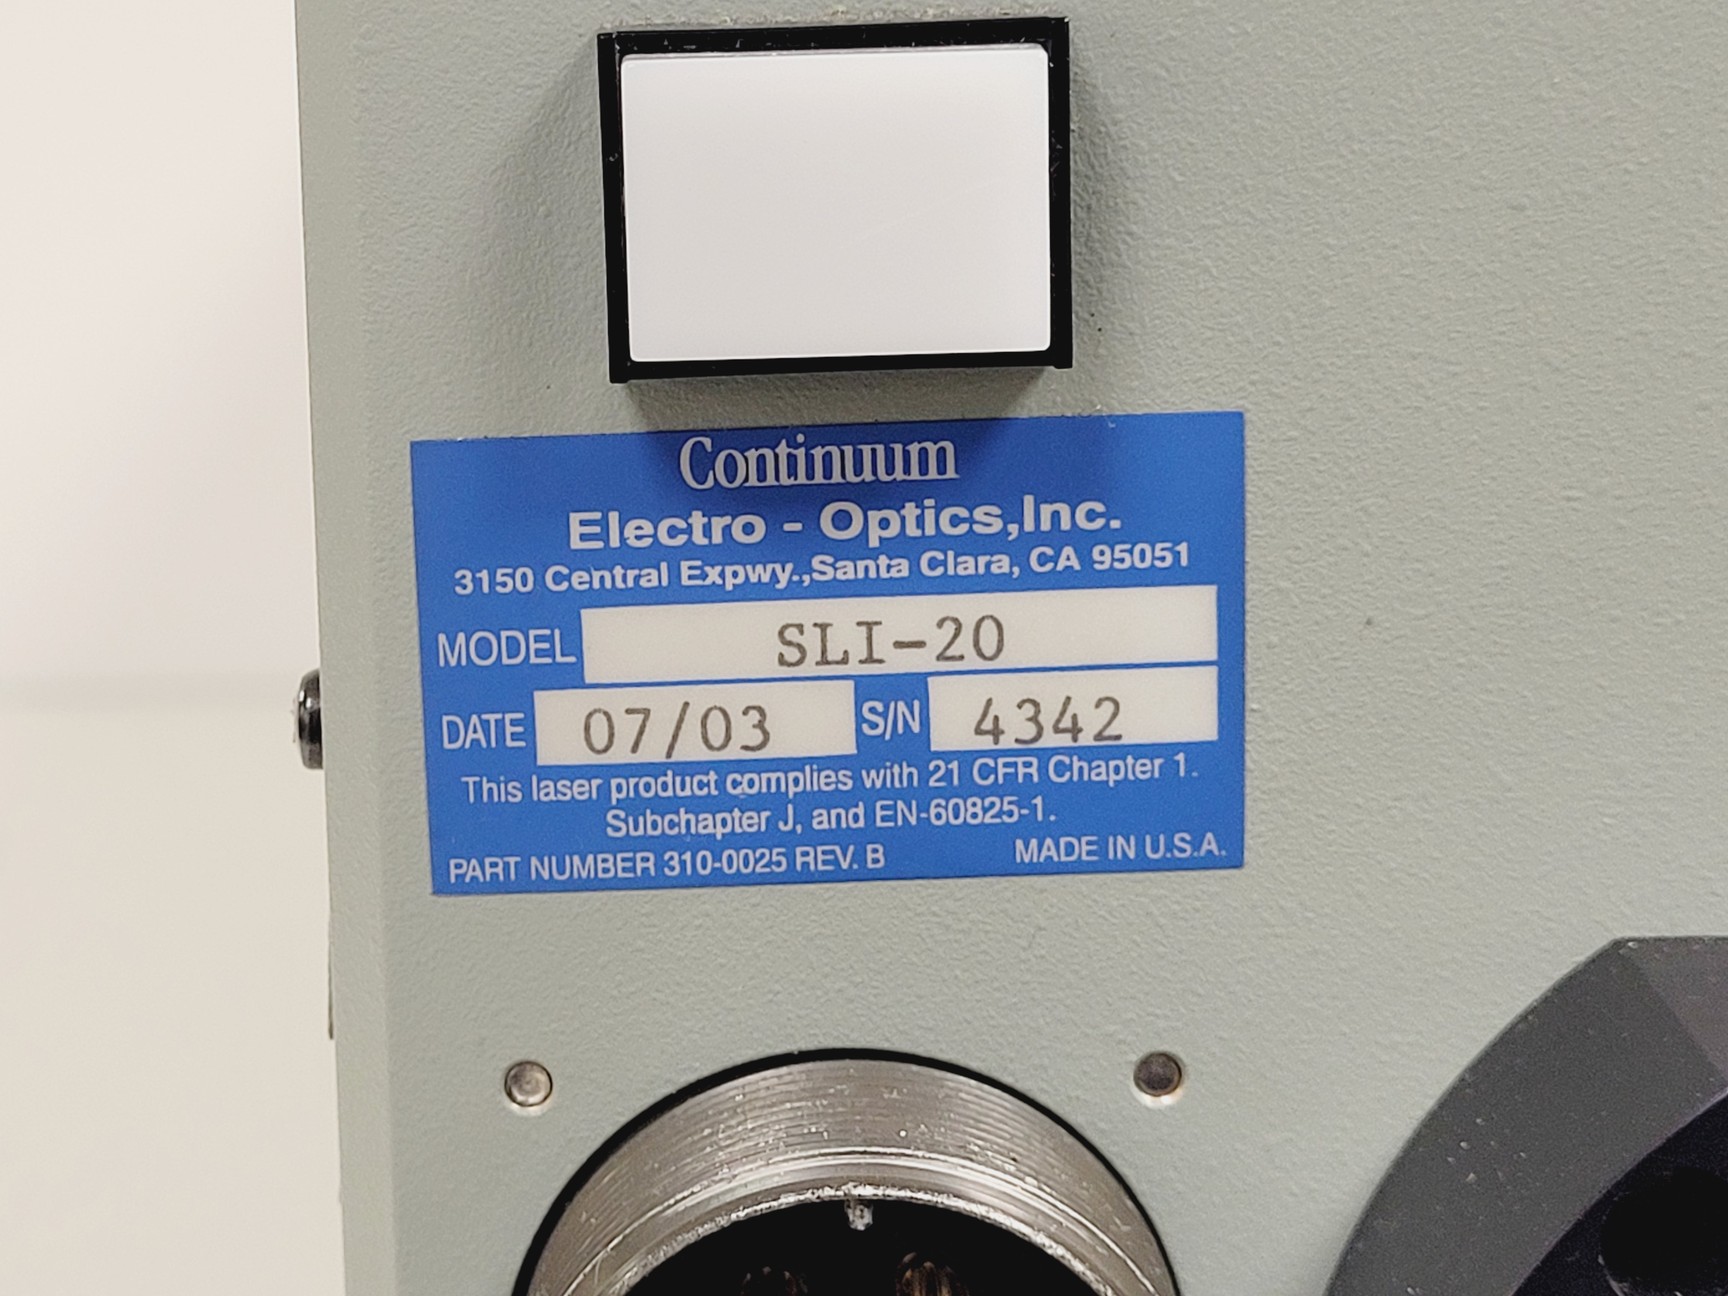 Continuum
Electro - Optics,Inc.
3150 Central Expwy.,Santa Clara, CA 95051
MODEL SLI-20
DATE 07/03 S/N 4342
This laser product complies with 21 CFR Chapter 1.
Subchapter J, and EN-60825-1.
PART NUMBER 310-0025 REV. B MADE IN U.S.A.